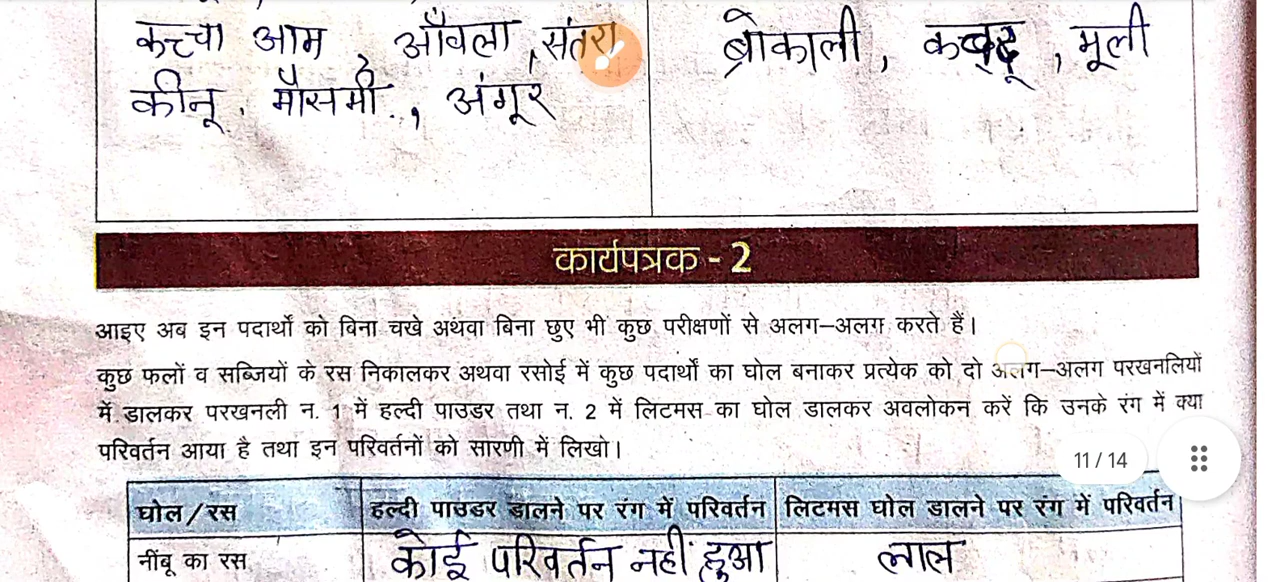 कच्चा आम, आँवला, संतरा
कीनू, मौसमी, अंगूर
ब्रोकाली, कद्दू, मूली
कार्यपत्रक - 2
आइए अब इन पदार्थों को विना चखे अथवा बिना छुए भी कुछ परीक्षणों से अलग–अलग करते हैं।
कुछ फलों व सब्जियों के रस निकालकर अथवा रसोई में कुछ पदार्थों का घोल बनाकर प्रत्येक को दो अलग–अलग परखनलियों
में डालकर परखनली न. 1 में हल्दी पाउडर तथा न. 2 में लिटमस का घोल डालकर अवलोकन करें कि उनके रंग में क्या
परिवर्तन आया है तथा इन परिवर्तनों को सारणी में लिखो।
11 / 14
घोल/रस हल्दी पाउडर डालने पर रंग में परिवर्तन लिटमस घोल डालने पर रंग में परिवर्तन
नींबू का रस कोई परिवर्तन नहीं हुआ लाल